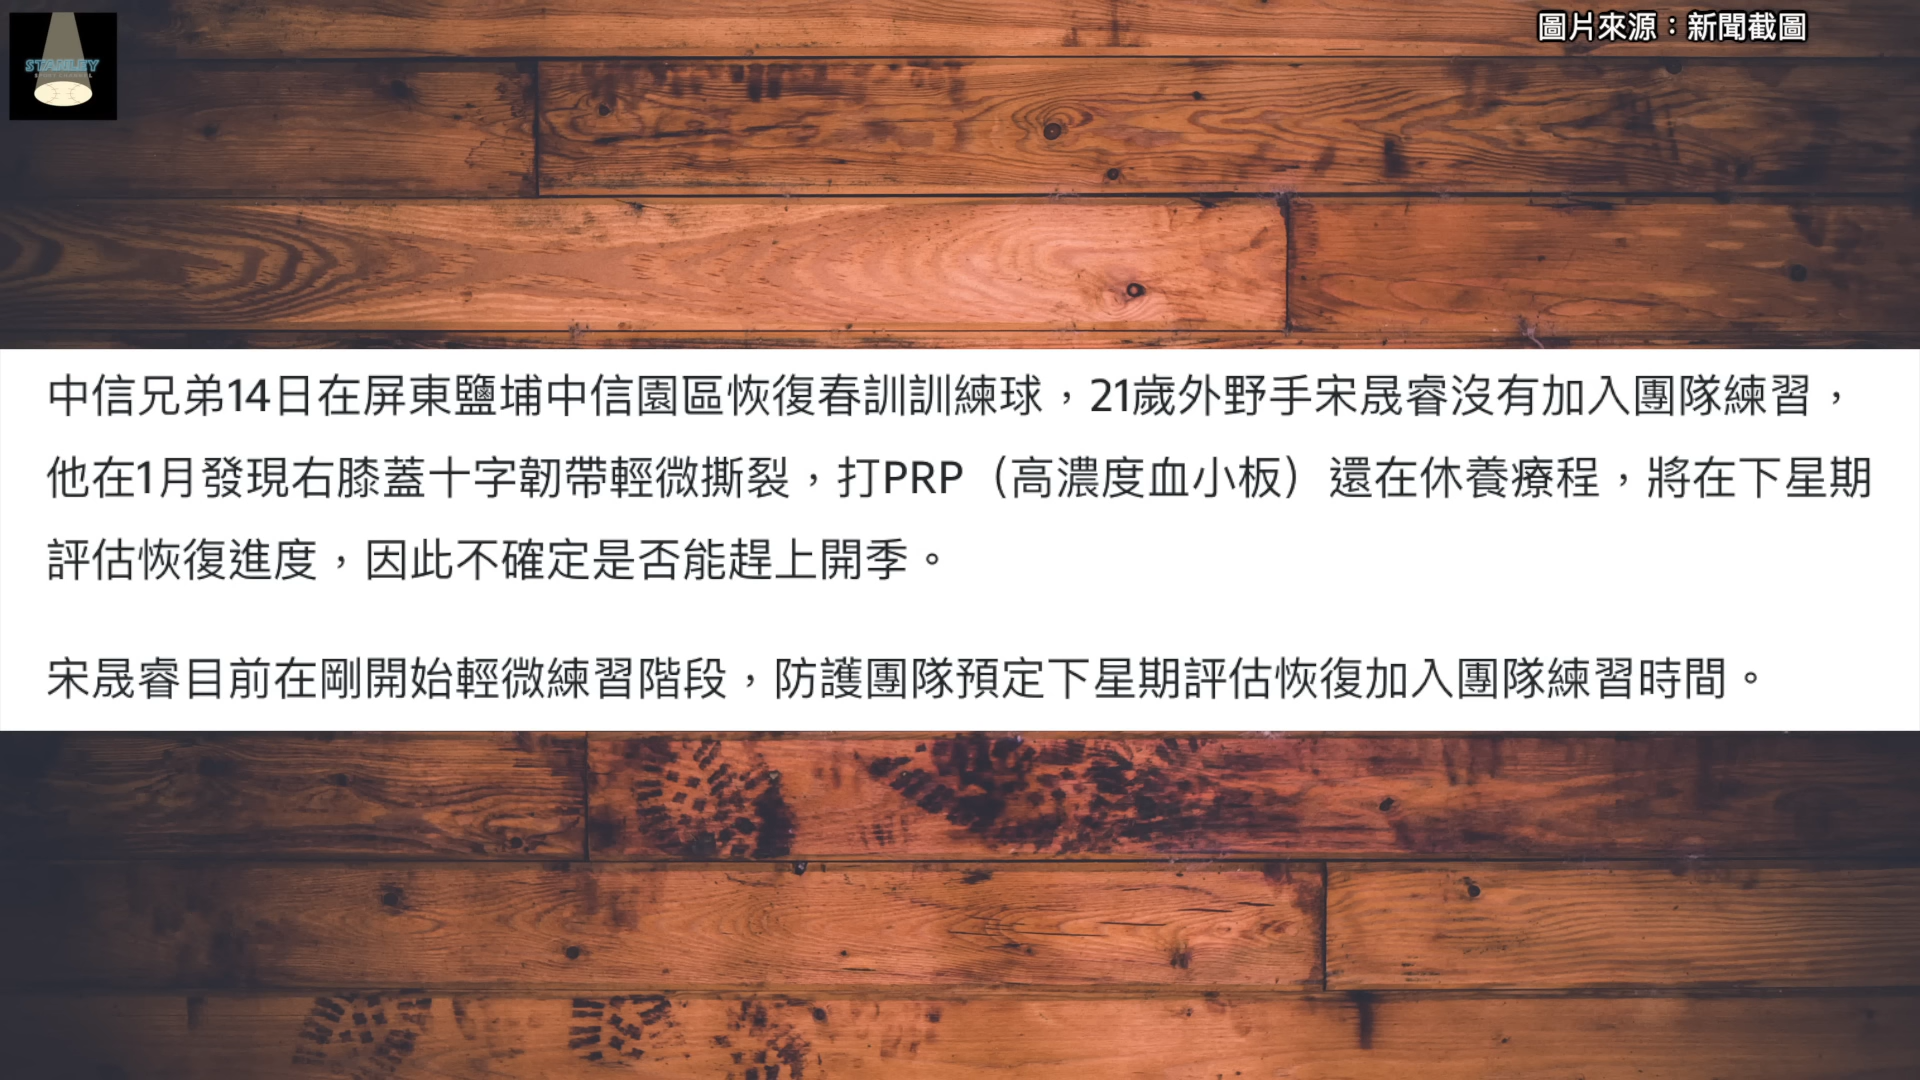 圖片來源：新聞截圖
STANLEY
中信兄弟14日在屏東鹽埔中信園區恢復春訓訓練球，21歲外野手宋晟睿沒有加入團隊練習，
他在1月發現右膝蓋十字韌帶輕微撕裂，打PRP（高濃度血小板）還在休養療程，將在下星期
評估恢復進度，因此不確定是否能趕上開季。
宋晟睿目前在剛開始輕微練習階段，防護團隊預定下星期評估恢復加入團隊練習時間。